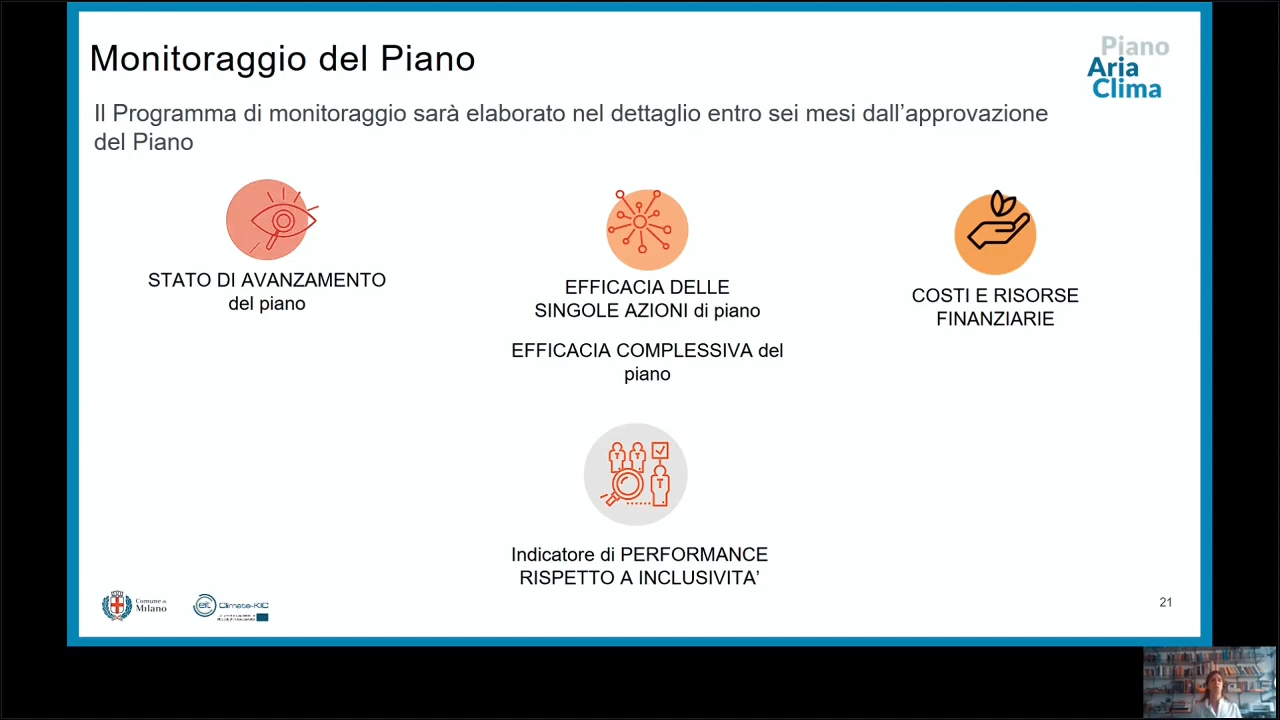 Monitoraggio del Piano
Piano
Aria
Clima
Il Programma di monitoraggio sarà elaborato nel dettaglio entro sei mesi dall’approvazione
del Piano
STATO DI AVANZAMENTO
del piano
EFFICACIA DELLE
SINGOLE AZIONI di piano
EFFICACIA COMPLESSIVA del
piano
COSTI E RISORSE
FINANZIARIE
Indicatore di PERFORMANCE
RISPETTO A INCLUSIVITA’
Comune di
Milano
eit Climate-KIC
21